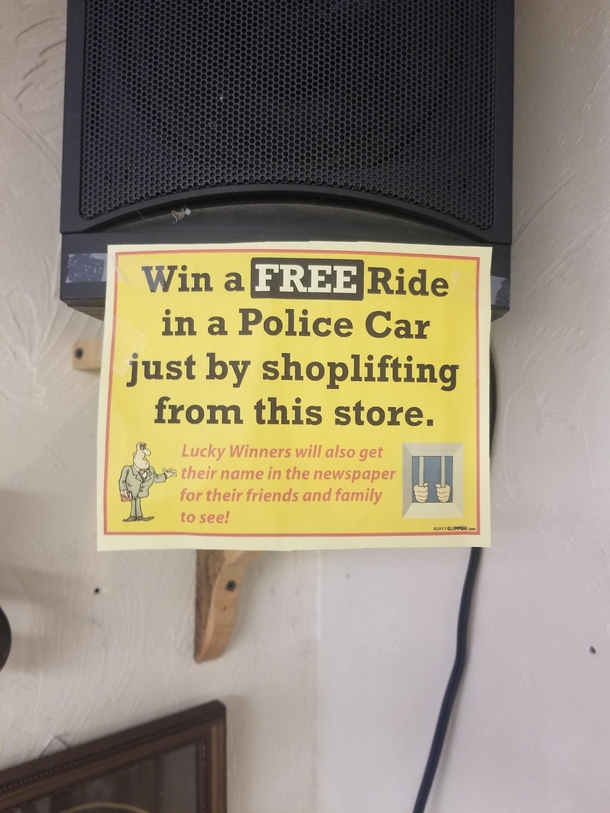 Win a FREE Ride
in a Police Car
just by shoplifting
from this store.
Lucky Winners will also get
their name in the newspaper
for their friends and family
to see!